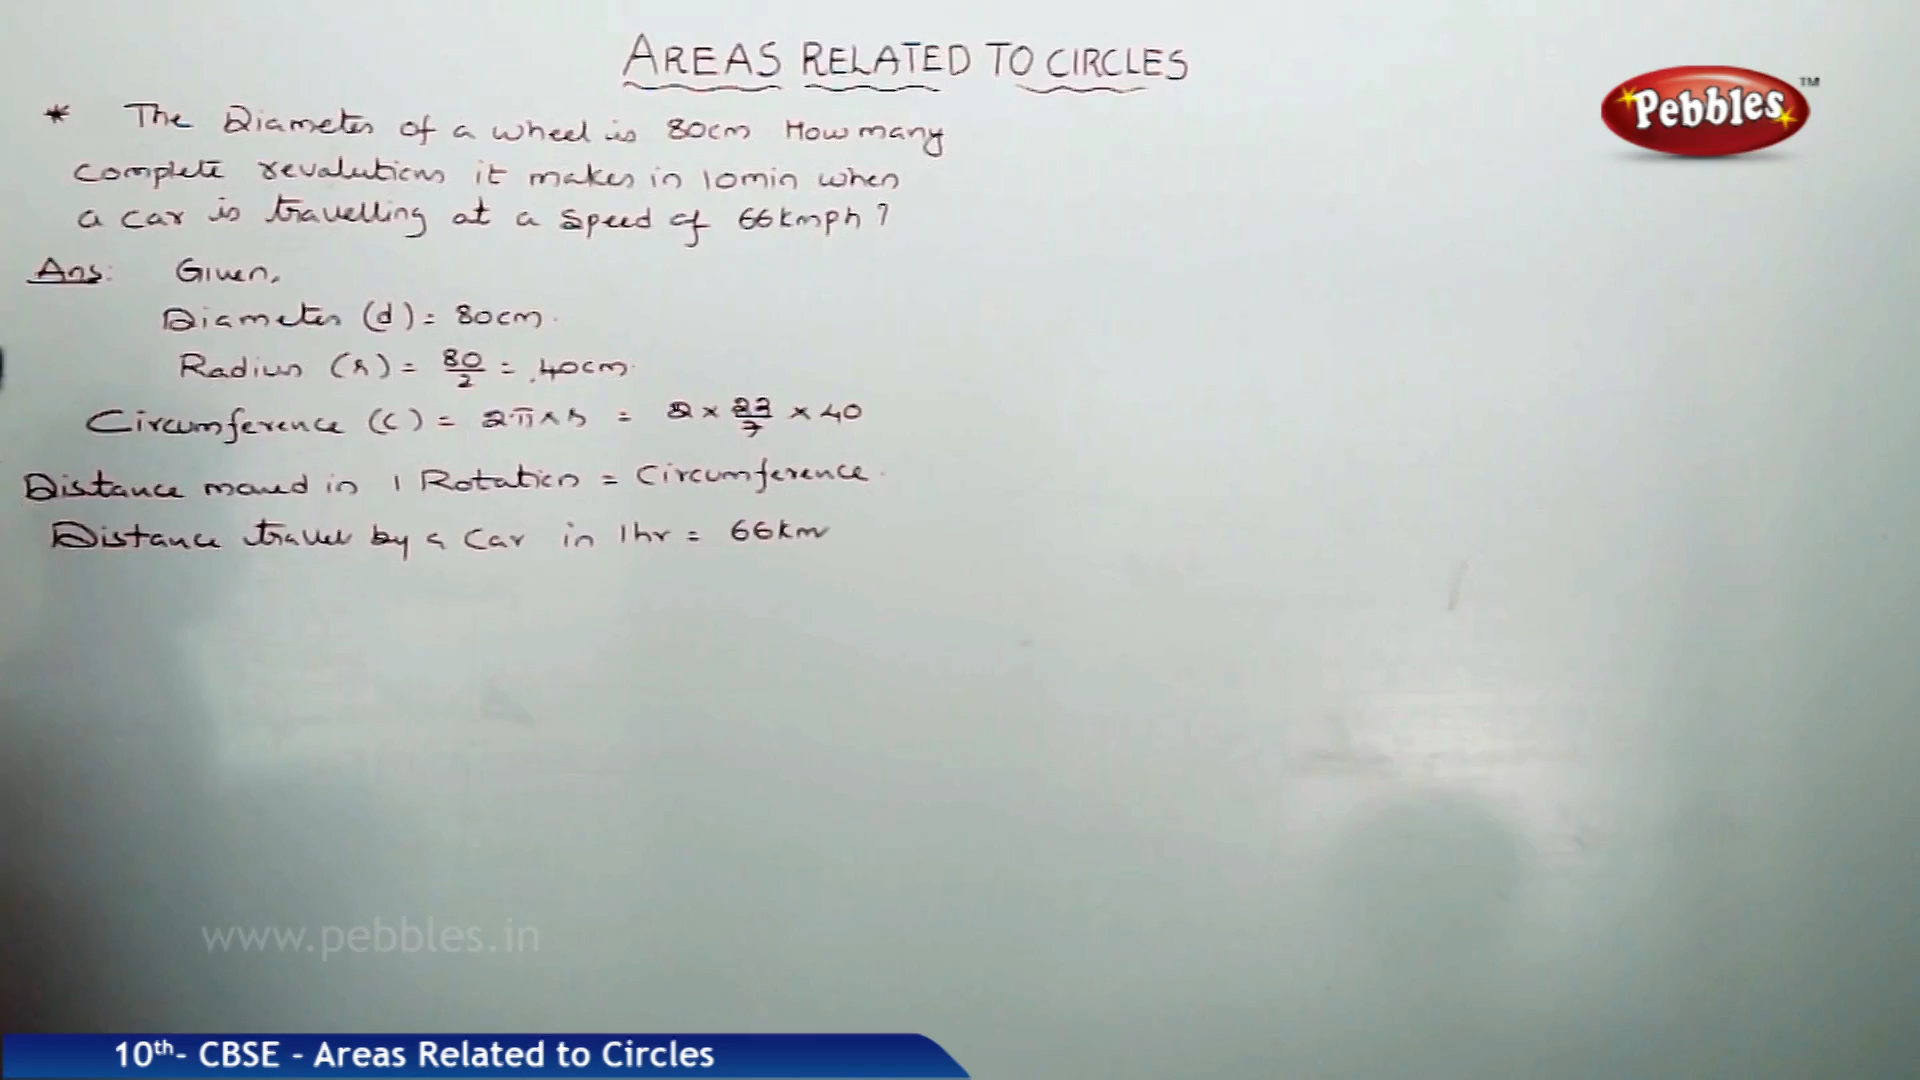 AREAS RELATED TO CIRCLES
Pebbles™
* The Diameter of a wheel is 80cm How many
complete revalutions it makes in 10min when
a car is travelling at a speed of 66kmph?
Ans: Given,
Diameter (d) = 80cm.
Radius (r) = 80/2 = 40cm.
Circumference (C) = 2π×r = 2 × 22/7 × 40
Distance moved in 1 Rotation = Circumference.
Distance travel by a Car in 1hr = 66km
www.pebbles.in
10th- CBSE - Areas Related to Circles